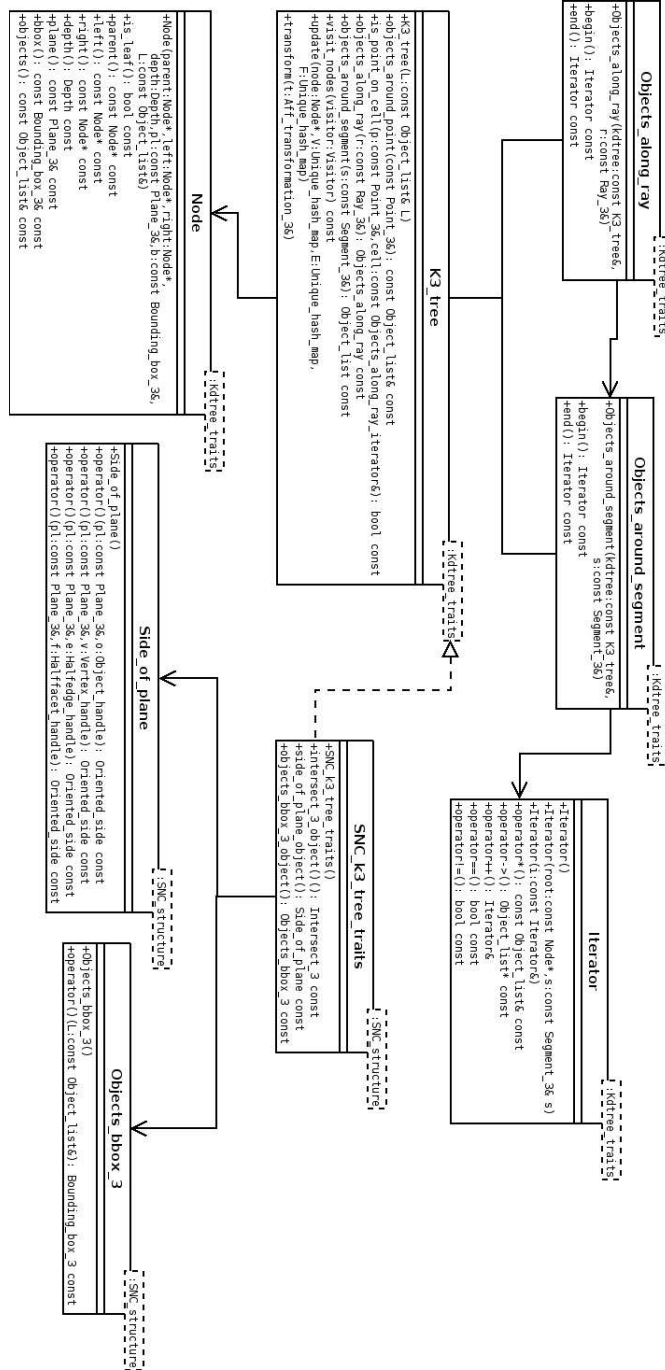 Objects_along_ray
:Kdtree_traits
+Objects_along_ray(kdtree:const K3_tree&,
r:const Ray_3&)
+begin(): Iterator const
+end(): Iterator const
Objects_around_segment
:Kdtree_traits
+Objects_around_segment(kdtree:const K3_tree&,
s:const Segment_3&)
+begin(): Iterator const
+end(): Iterator const
Iterator
:Kdtree_traits
+Iterator()
+Iterator(root:const Node*,s:const Segment_3& s)
+Iterator(i:const Iterator&)
+operator*(): const Object_list& const
+operator->(): Object_list* const
+operator++(): Iterator&
+operator==(): bool const
+operator!=(): bool const
K3_tree
:Kdtree_traits
+K3_tree(L:const Object_list& L)
+objects_around_point(const Point_3&): const Object_list& const
+is_point_on_cell(p:const Point_3&,cell:const Objects_along_ray_iterator&): bool const
+objects_along_ray(r:const Ray_3&): Objects_along_ray const
+objects_around_segment(s:const Segment_3&): Object_list const
+visit_nodes(visitor:Visitor) const
+update(node:Node*,V:Unique_hash_map,E:Unique_hash_map,
F:Unique_hash_map)
+transform(t:Aff_transformation_3&)
SNC_k3_tree_traits
:SNC_structure
+SNC_k3_tree_traits()
+intersect_3_object()(): Intersect_3 const
+side_of_plane_object(): Side_of_plane const
+objects_bbox_3_object(): Objects_bbox_3 const
Node
:Kdtree_traits
+Node(parent:Node*,left:Node*,right:Node*,
depth:Depth,pl:const Plane_3&,b:const Bounding_box_3&,
L:const Object_list&)
+is_leaf(): bool const
+parent(): const Node* const
+left(): const Node* const
+right(): const Node* const
+depth(): Depth const
+plane(): const Plane_3& const
+bbox(): const Bounding_box_3& const
+objects(): const Object_list& const
Side_of_plane
:SNC_structure
+Side_of_plane()
+operator()(pl:const Plane_3&,o:Object_handle): Oriented_side const
+operator()(pl:const Plane_3&,v:Vertex_handle): Oriented_side const
+operator()(pl:const Plane_3&,e:Halfedge_handle): Oriented_side const
+operator()(pl:const Plane_3&,f:Halffacet_handle): Oriented_side const
Objects_bbox_3
:SNC_structure
+Objects_bbox_3()
+operator()(L:const Object_list&): Bounding_box_3 const